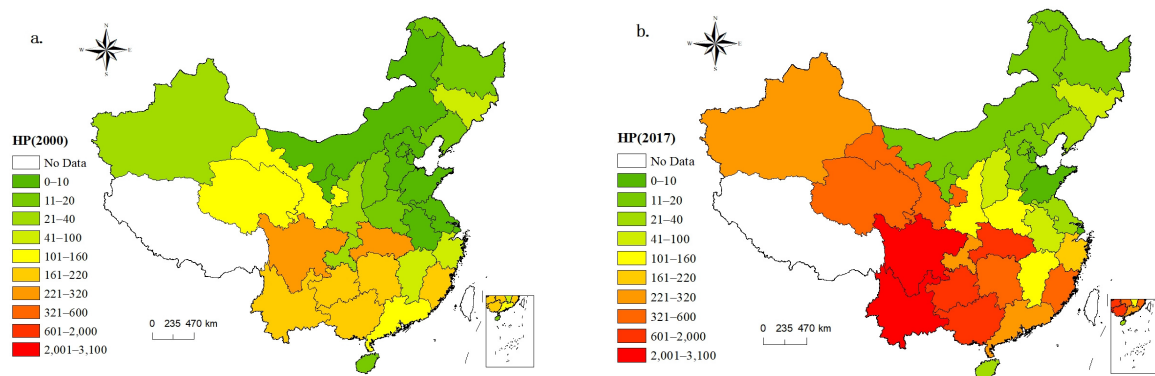 a.
N
W E
S
HP(2000)
No Data
0–10
11–20
21–40
41–100
101–160
161–220
221–320
321–600
601–2,000
2,001–3,100
0 235 470 km
b.
N
W E
S
HP(2017)
No Data
0–10
11–20
21–40
41–100
101–160
161–220
221–320
321–600
601–2,000
2,001–3,100
0 235 470 km